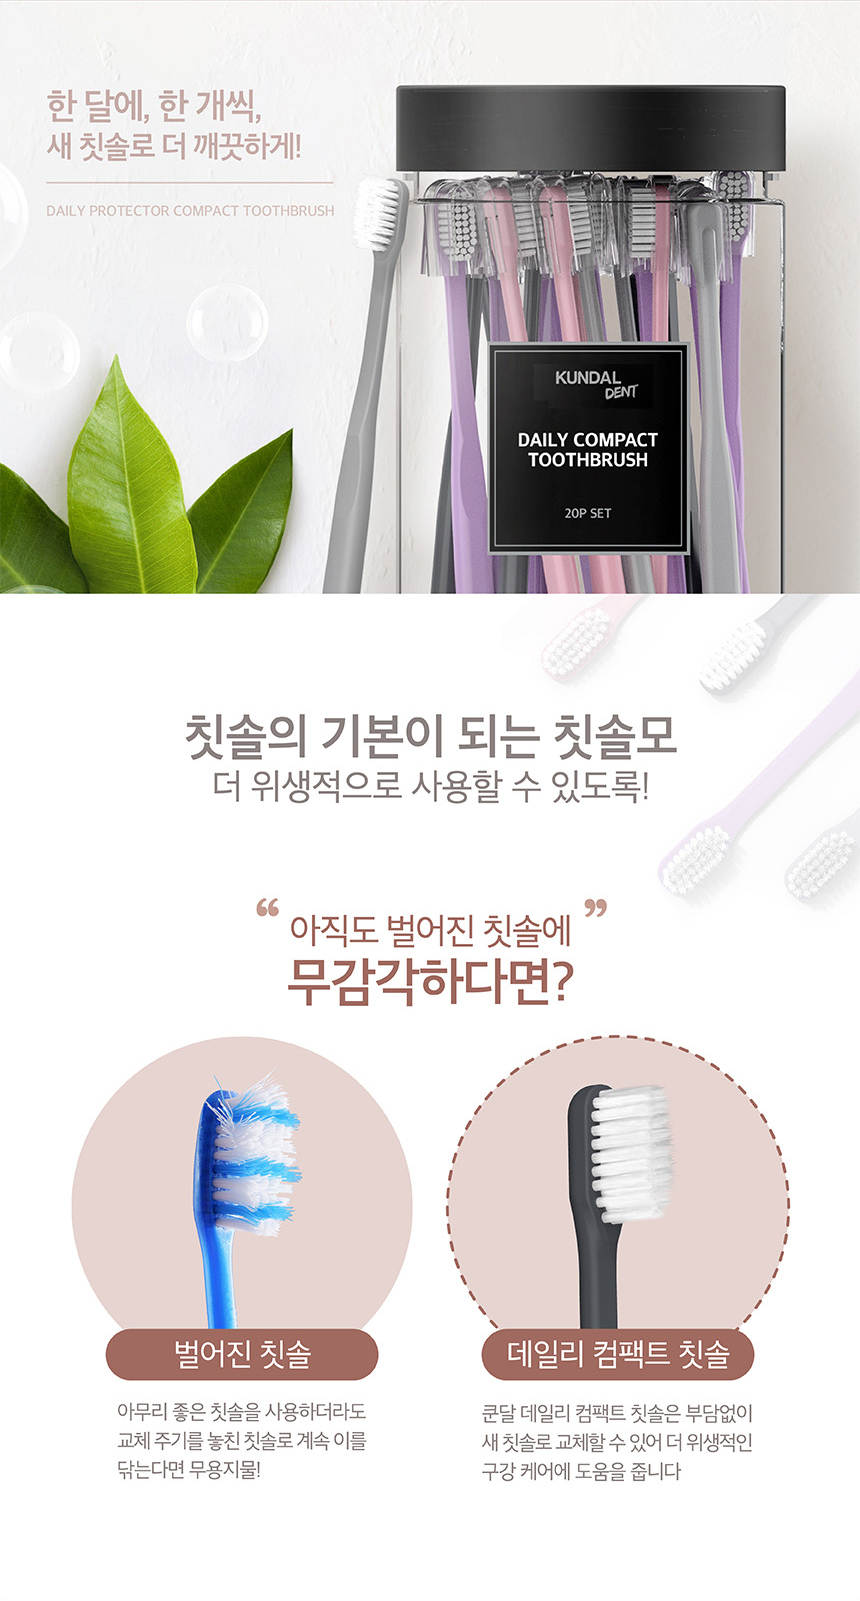 한 달에, 한 개씩,
새 칫솔로 더 깨끗하게!
DAILY PROTECTOR COMPACT TOOTHBRUSH
KUNDAL
DENT
DAILY COMPACT
TOOTHBRUSH
20P SET
칫솔의 기본이 되는 칫솔모
더 위생적으로 사용할 수 있도록!
“ 아직도 벌어진 칫솔에 ”
무감각하다면?
벌어진 칫솔
아무리 좋은 칫솔을 사용하더라도
교체 주기를 놓친 칫솔로 계속 이를
닦는다면 무용지물!
데일리 컴팩트 칫솔
쿤달 데일리 컴팩트 칫솔은 부담없이
새 칫솔로 교체할 수 있어 더 위생적인
구강 케어에 도움을 줍니다